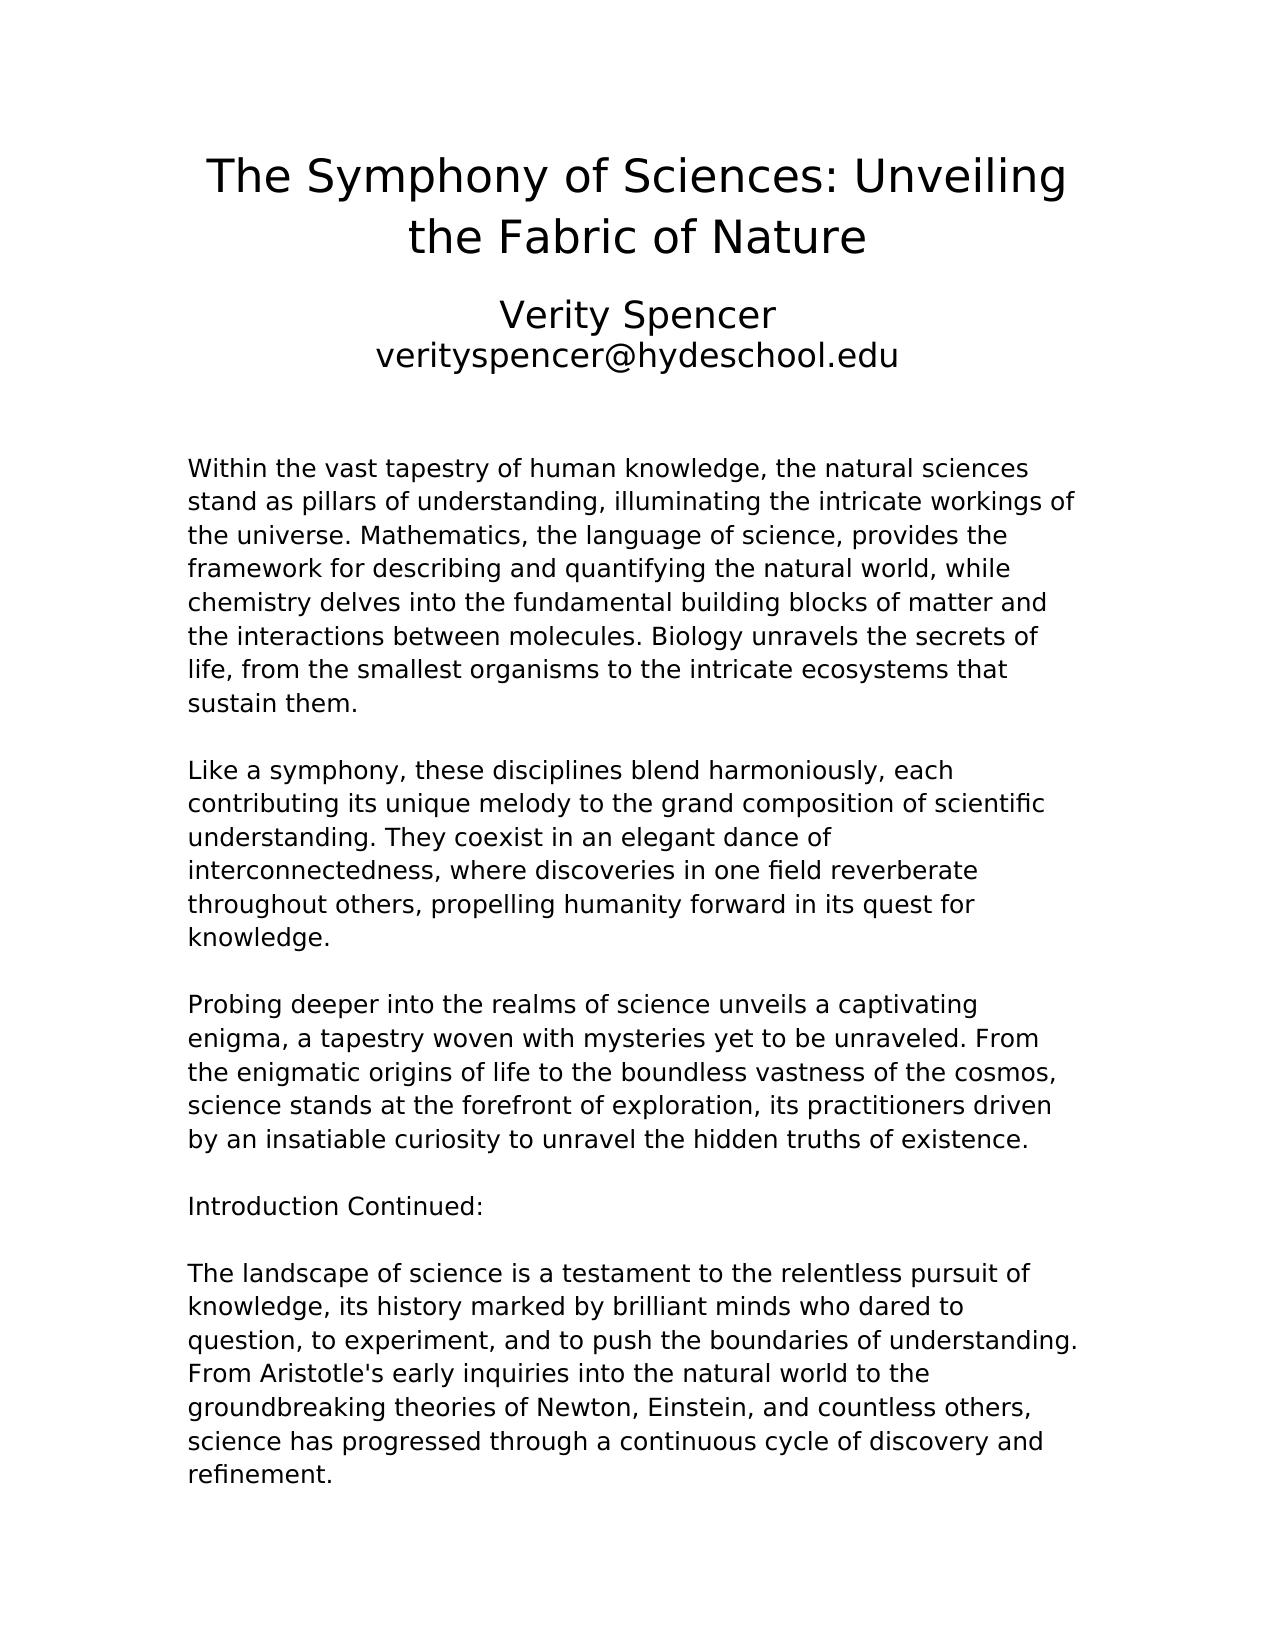 The Symphony of Sciences: Unveiling
the Fabric of Nature
Verity Spencer
verityspencer@hydeschool.edu
Within the vast tapestry of human knowledge, the natural sciences
stand as pillars of understanding, illuminating the intricate workings of
the universe. Mathematics, the language of science, provides the
framework for describing and quantifying the natural world, while
chemistry delves into the fundamental building blocks of matter and
the interactions between molecules. Biology unravels the secrets of
life, from the smallest organisms to the intricate ecosystems that
sustain them.
Like a symphony, these disciplines blend harmoniously, each
contributing its unique melody to the grand composition of scientific
understanding. They coexist in an elegant dance of
interconnectedness, where discoveries in one field reverberate
throughout others, propelling humanity forward in its quest for
knowledge.
Probing deeper into the realms of science unveils a captivating
enigma, a tapestry woven with mysteries yet to be unraveled. From
the enigmatic origins of life to the boundless vastness of the cosmos,
science stands at the forefront of exploration, its practitioners driven
by an insatiable curiosity to unravel the hidden truths of existence.
Introduction Continued:
The landscape of science is a testament to the relentless pursuit of
knowledge, its history marked by brilliant minds who dared to
question, to experiment, and to push the boundaries of understanding.
From Aristotle's early inquiries into the natural world to the
groundbreaking theories of Newton, Einstein, and countless others,
science has progressed through a continuous cycle of discovery and
refinement.